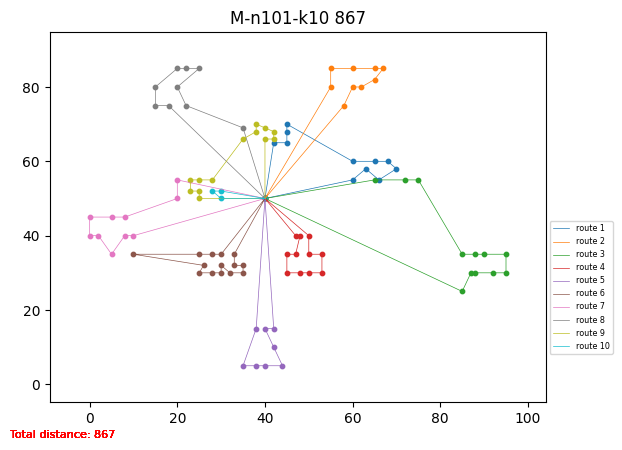 M-n101-k10 867
80
60
40
20
0
0 20 40 60 80 100
route 1
route 2
route 3
route 4
route 5
route 6
route 7
route 8
route 9
route 10
Total distance: 867